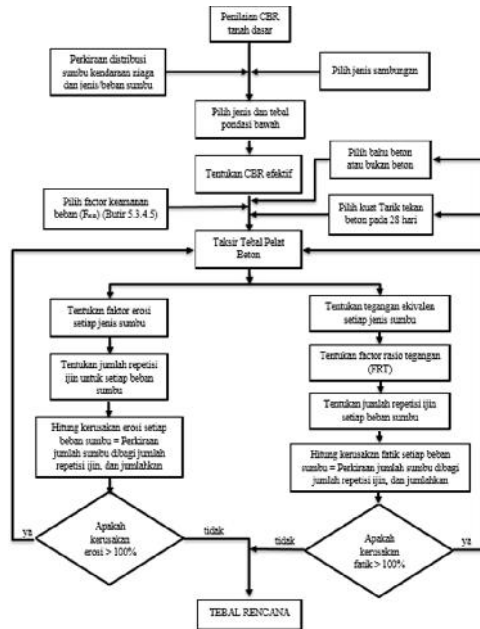 Penilaian CBR
tanah dasar
Perkiraan distribusi
sumbu kendaraan niaga
dan jenis/beban sumbu
Pilih jenis sambungan
Pilih jenis dan tebal
pondasi bawah
Pilih bahu beton
atau bukan beton
Tentukan CBR efektif
Pilih factor keamanan
beban (Butir 5.3.4.5)
Pilih kuat Tarik tekan
beton pada 28 hari
Taksir Tebal Pelat
Beton
Tentukan faktor erosi
setiap jenis sumbu
Tentukan jumlah repetisi
ijin untuk setiap beban
sumbu
Hitung kerusakan erosi setiap
beban sumbu = Perkiraan
jumlah sumbu dibagi jumlah
repetisi ijin, dan jumlahkan
Tentukan tegangan ekivalen
setiap jenis sumbu
Tentukan factor rasio tegangan
(FRT)
Tentukan jumlah repetisi ijin
setiap beban sumbu
Hitung kerusakan fatik setiap beban
sumbu = Perkiraan jumlah sumbu dibagi
jumlah repetisi ijin, dan jumlahkan
ya
Apakah
kerusakan
erosi > 100%
tidak
tidak
Apakah
kerusakan
fatik > 100%
ya
TEBAL RENCANA